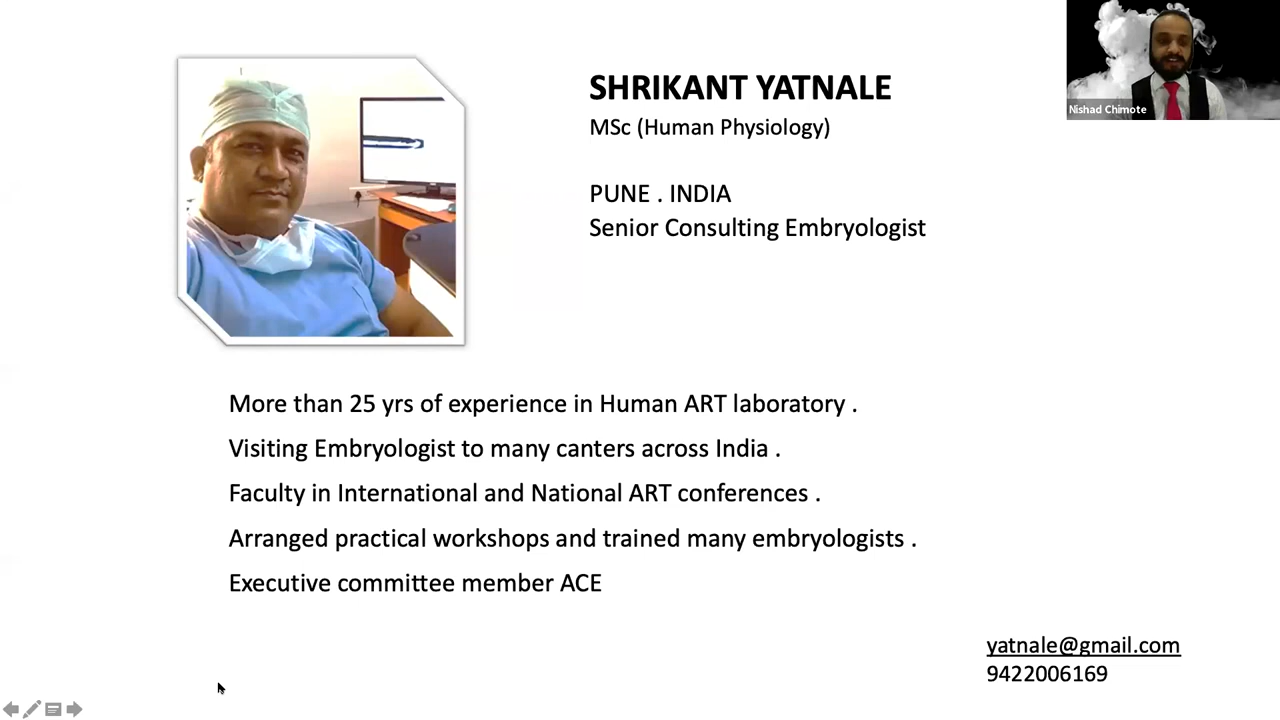 SHRIKANT YATNALE
MSc (Human Physiology)
PUNE . INDIA
Senior Consulting Embryologist
Nishad Chimote
More than 25 yrs of experience in Human ART laboratory .
Visiting Embryologist to many canters across India .
Faculty in International and National ART conferences .
Arranged practical workshops and trained many embryologists .
Executive committee member ACE
yatnale@gmail.com
9422006169